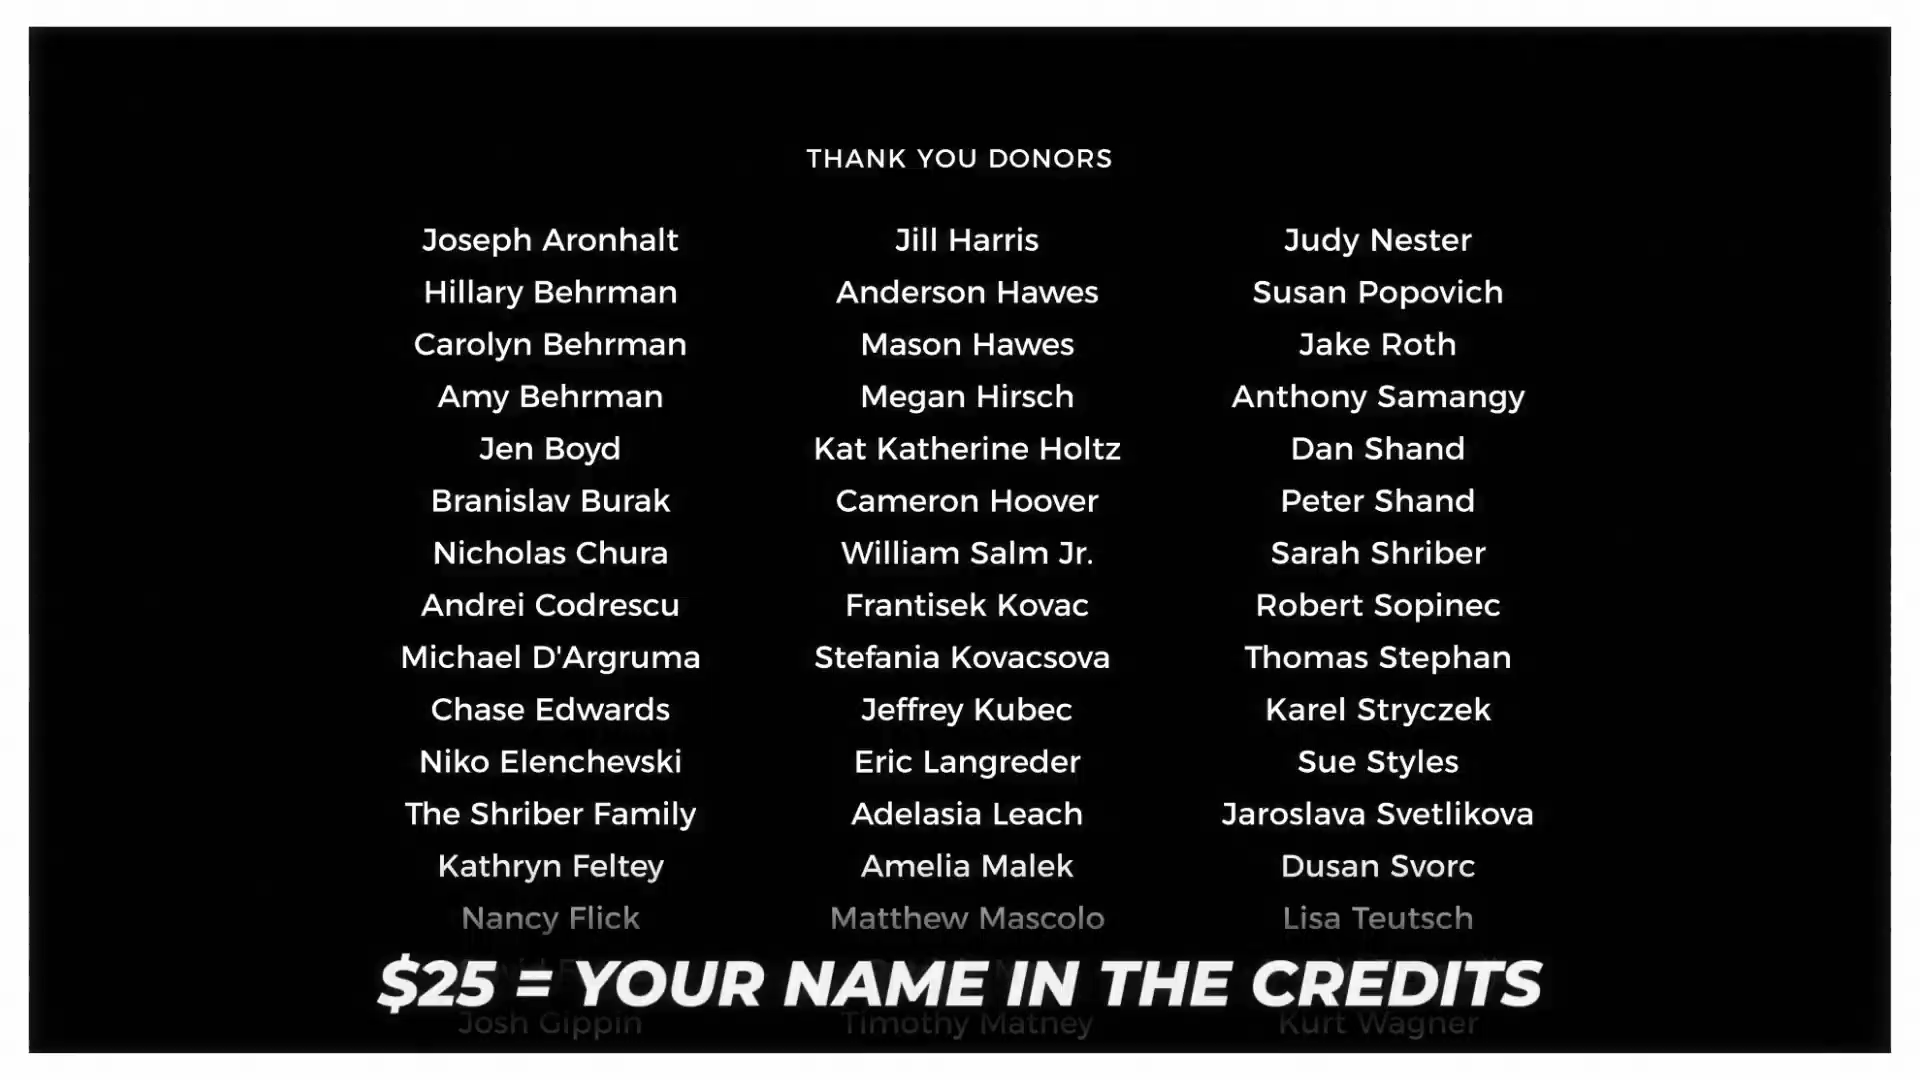 THANK YOU DONORS
Joseph Aronhalt
Hillary Behrman
Carolyn Behrman
Amy Behrman
Jen Boyd
Branislav Burak
Nicholas Chura
Andrei Codrescu
Michael D'Argruma
Chase Edwards
Niko Elenchevski
The Shriber Family
Kathryn Feltey
Nancy Flick
Josh Gippin
Jill Harris
Anderson Hawes
Mason Hawes
Megan Hirsch
Kat Katherine Holtz
Cameron Hoover
William Salm Jr.
Frantisek Kovac
Stefania Kovacsova
Jeffrey Kubec
Eric Langreder
Adelasia Leach
Amelia Malek
Matthew Mascolo
Timothy Matney
Judy Nester
Susan Popovich
Jake Roth
Anthony Samangy
Dan Shand
Peter Shand
Sarah Shriber
Robert Sopinec
Thomas Stephan
Karel Stryczek
Sue Styles
Jaroslava Svetlikova
Dusan Svorc
Lisa Teutsch
Kurt Wagner
$25 = YOUR NAME IN THE CREDITS